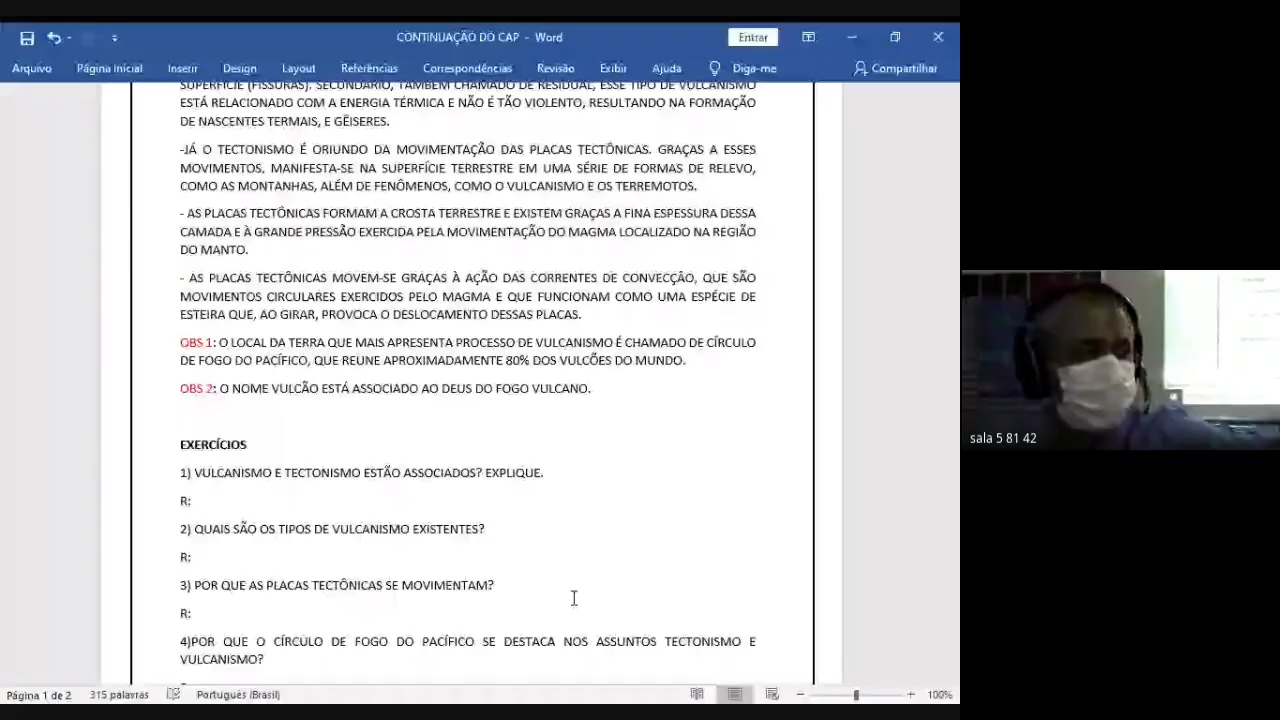 CONTINUAÇÃO DO CAP - Word
Entrar
Arquivo Página Inicial Inserir Design Layout Referências Correspondências Revisão Exibir Ajuda Diga-me Compartilhar
SUPERFÍCIE (FISSURAS). SECUNDÁRIO, TAMBÉM CHAMADO DE RESIDUAL, ESSE TIPO DE VULCANISMO
ESTÁ RELACIONADO COM A ENERGIA TÉRMICA E NÃO É TÃO VIOLENTO, RESULTANDO NA FORMAÇÃO
DE NASCENTES TERMAIS, E GÊISERES.
-JÁ O TECTONISMO É ORIUNDO DA MOVIMENTAÇÃO DAS PLACAS TECTÔNICAS. GRAÇAS A ESSES
MOVIMENTOS, MANIFESTA-SE NA SUPERFÍCIE TERRESTRE EM UMA SÉRIE DE FORMAS DE RELEVO,
COMO AS MONTANHAS, ALÉM DE FENÔMENOS, COMO O VULCANISMO E OS TERREMOTOS.
- AS PLACAS TECTÔNICAS FORMAM A CROSTA TERRESTRE E EXISTEM GRAÇAS A FINA ESPESSURA DESSA
CAMADA E À GRANDE PRESSÃO EXERCIDA PELA MOVIMENTAÇÃO DO MAGMA LOCALIZADO NA REGIÃO
DO MANTO.
- AS PLACAS TECTÔNICAS MOVEM-SE GRAÇAS À AÇÃO DAS CORRENTES DE CONVECÇÃO, QUE SÃO
MOVIMENTOS CIRCULARES EXERCIDOS PELO MAGMA E QUE FUNCIONAM COMO UMA ESPÉCIE DE
ESTEIRA QUE, AO GIRAR, PROVOCA O DESLOCAMENTO DESSAS PLACAS.
OBS 1: O LOCAL DA TERRA QUE MAIS APRESENTA PROCESSO DE VULCANISMO É CHAMADO DE CÍRCULO
DE FOGO DO PACÍFICO, QUE REUNE APROXIMADAMENTE 80% DOS VULCÕES DO MUNDO.
OBS 2: O NOME VULCÃO ESTÁ ASSOCIADO AO DEUS DO FOGO VULCANO.
EXERCÍCIOS
1) VULCANISMO E TECTONISMO ESTÃO ASSOCIADOS? EXPLIQUE.
R:
2) QUAIS SÃO OS TIPOS DE VULCANISMO EXISTENTES?
R:
3) POR QUE AS PLACAS TECTÔNICAS SE MOVIMENTAM?
R:
4)POR QUE O CÍRCULO DE FOGO DO PACÍFICO SE DESTACA NOS ASSUNTOS TECTONISMO E
VULCANISMO?
sala 5 81 42
Página 1 de 2 315 palavras Português (Brasil) 100%